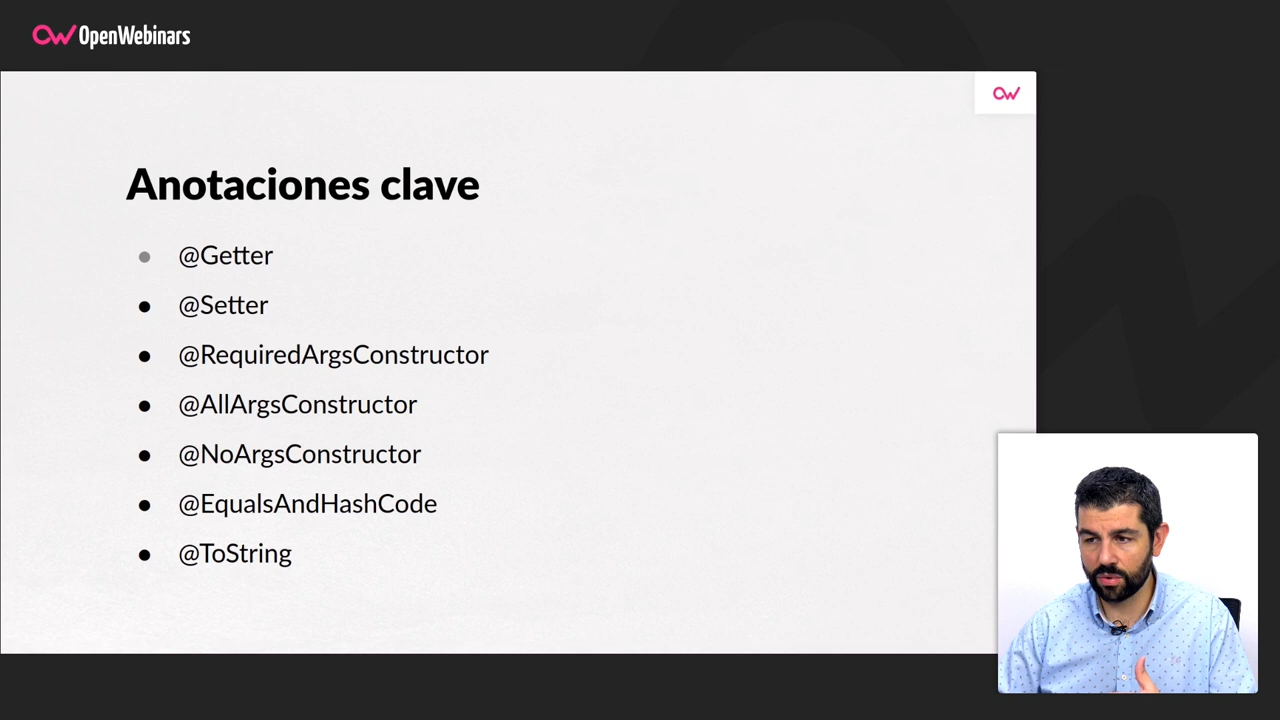 OpenWebinars
Anotaciones clave
@Getter
@Setter
@RequiredArgsConstructor
@AllArgsConstructor
@NoArgsConstructor
@EqualsAndHashCode
@ToString